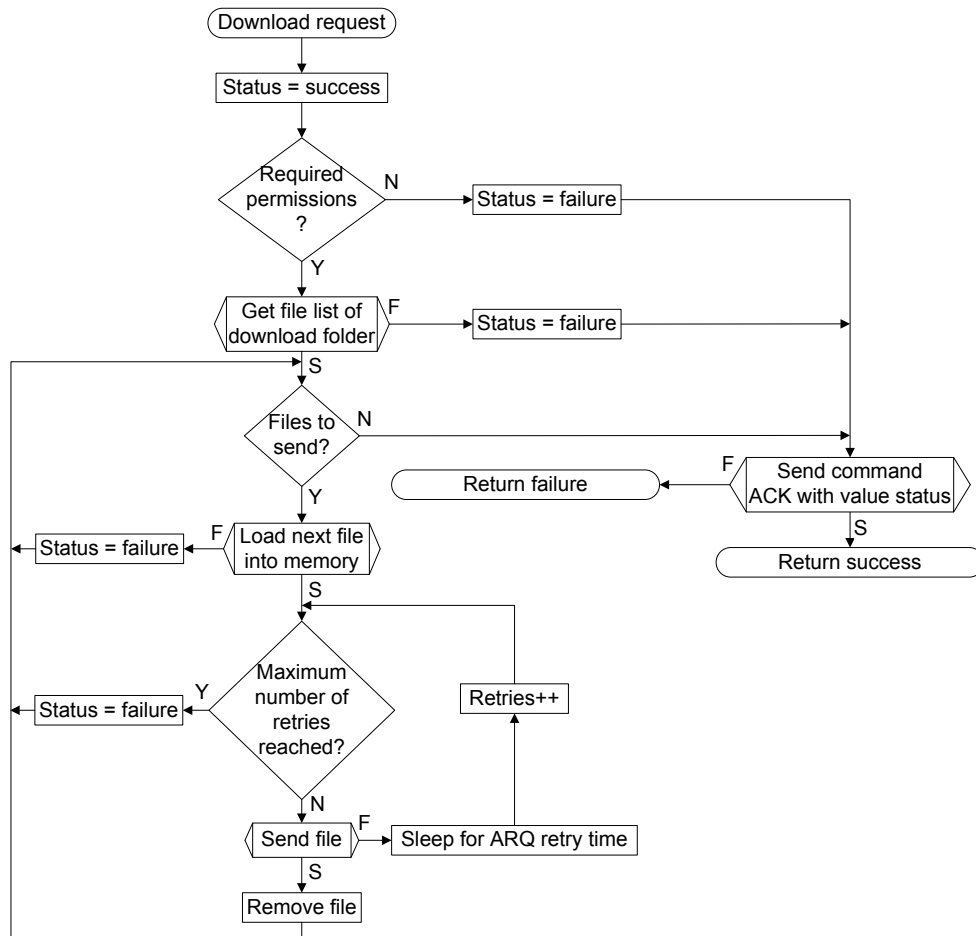 Download request
Status = success
Required
permissions
?
N
Status = failure
Y
Get file list of
download folder
F
Status = failure
S
Files to
send?
N
Y
Send command
ACK with value status
F
Return failure
S
Return success
Load next file
into memory
F
Status = failure
S
Maximum
number of
retries
reached?
Y
Status = failure
Retries++
N
Send file
F
Sleep for ARQ retry time
S
Remove file